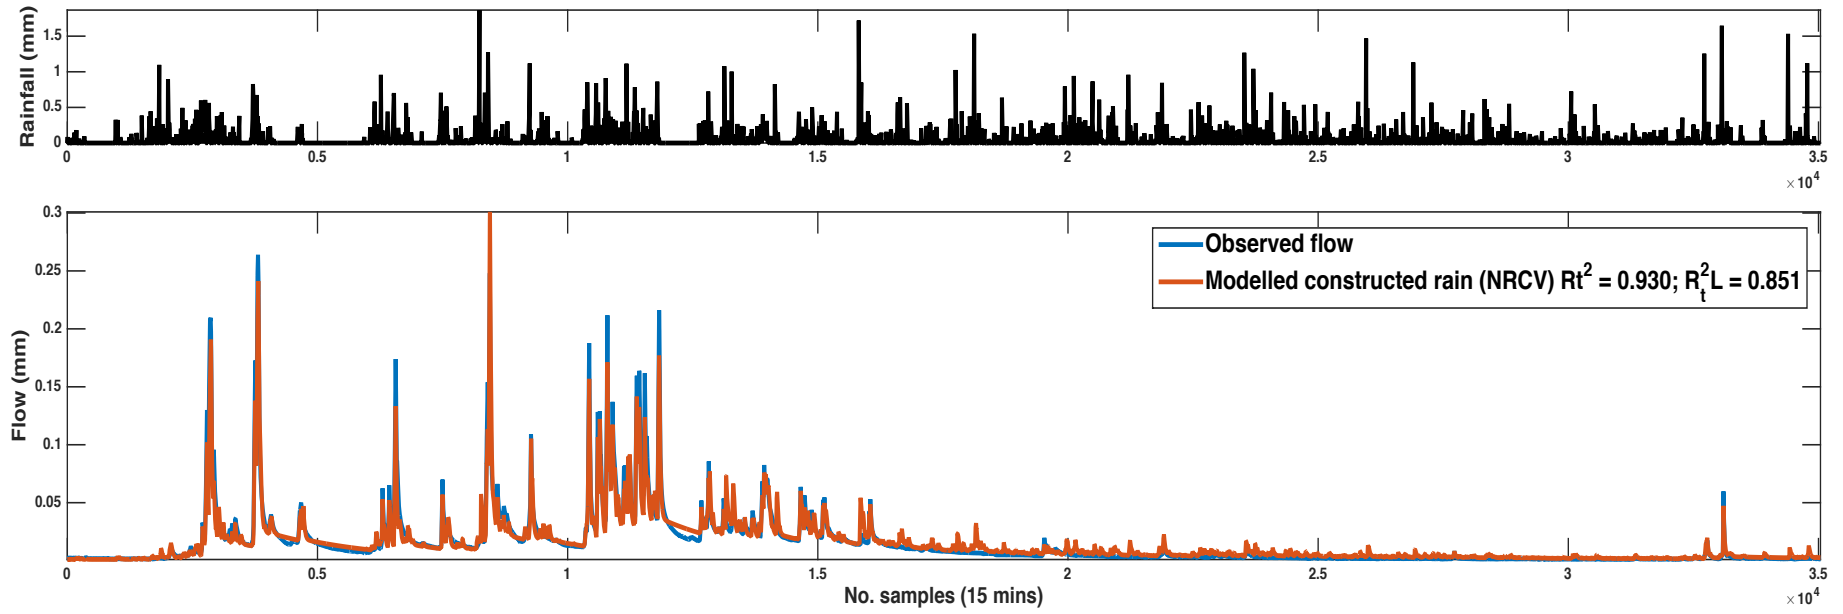 Rainfall (mm)
1.5
1
0.5
0
0 0.5 1 1.5 2 2.5 3 3.5
×10⁴
Flow (mm)
0.3
0.25
0.2
0.15
0.1
0.05
Observed flow
Modelled constructed rain (NRCV) Rt² = 0.930; R²ₜL = 0.851
0 0.5 1 1.5 2 2.5 3 3.5
No. samples (15 mins)
×10⁴